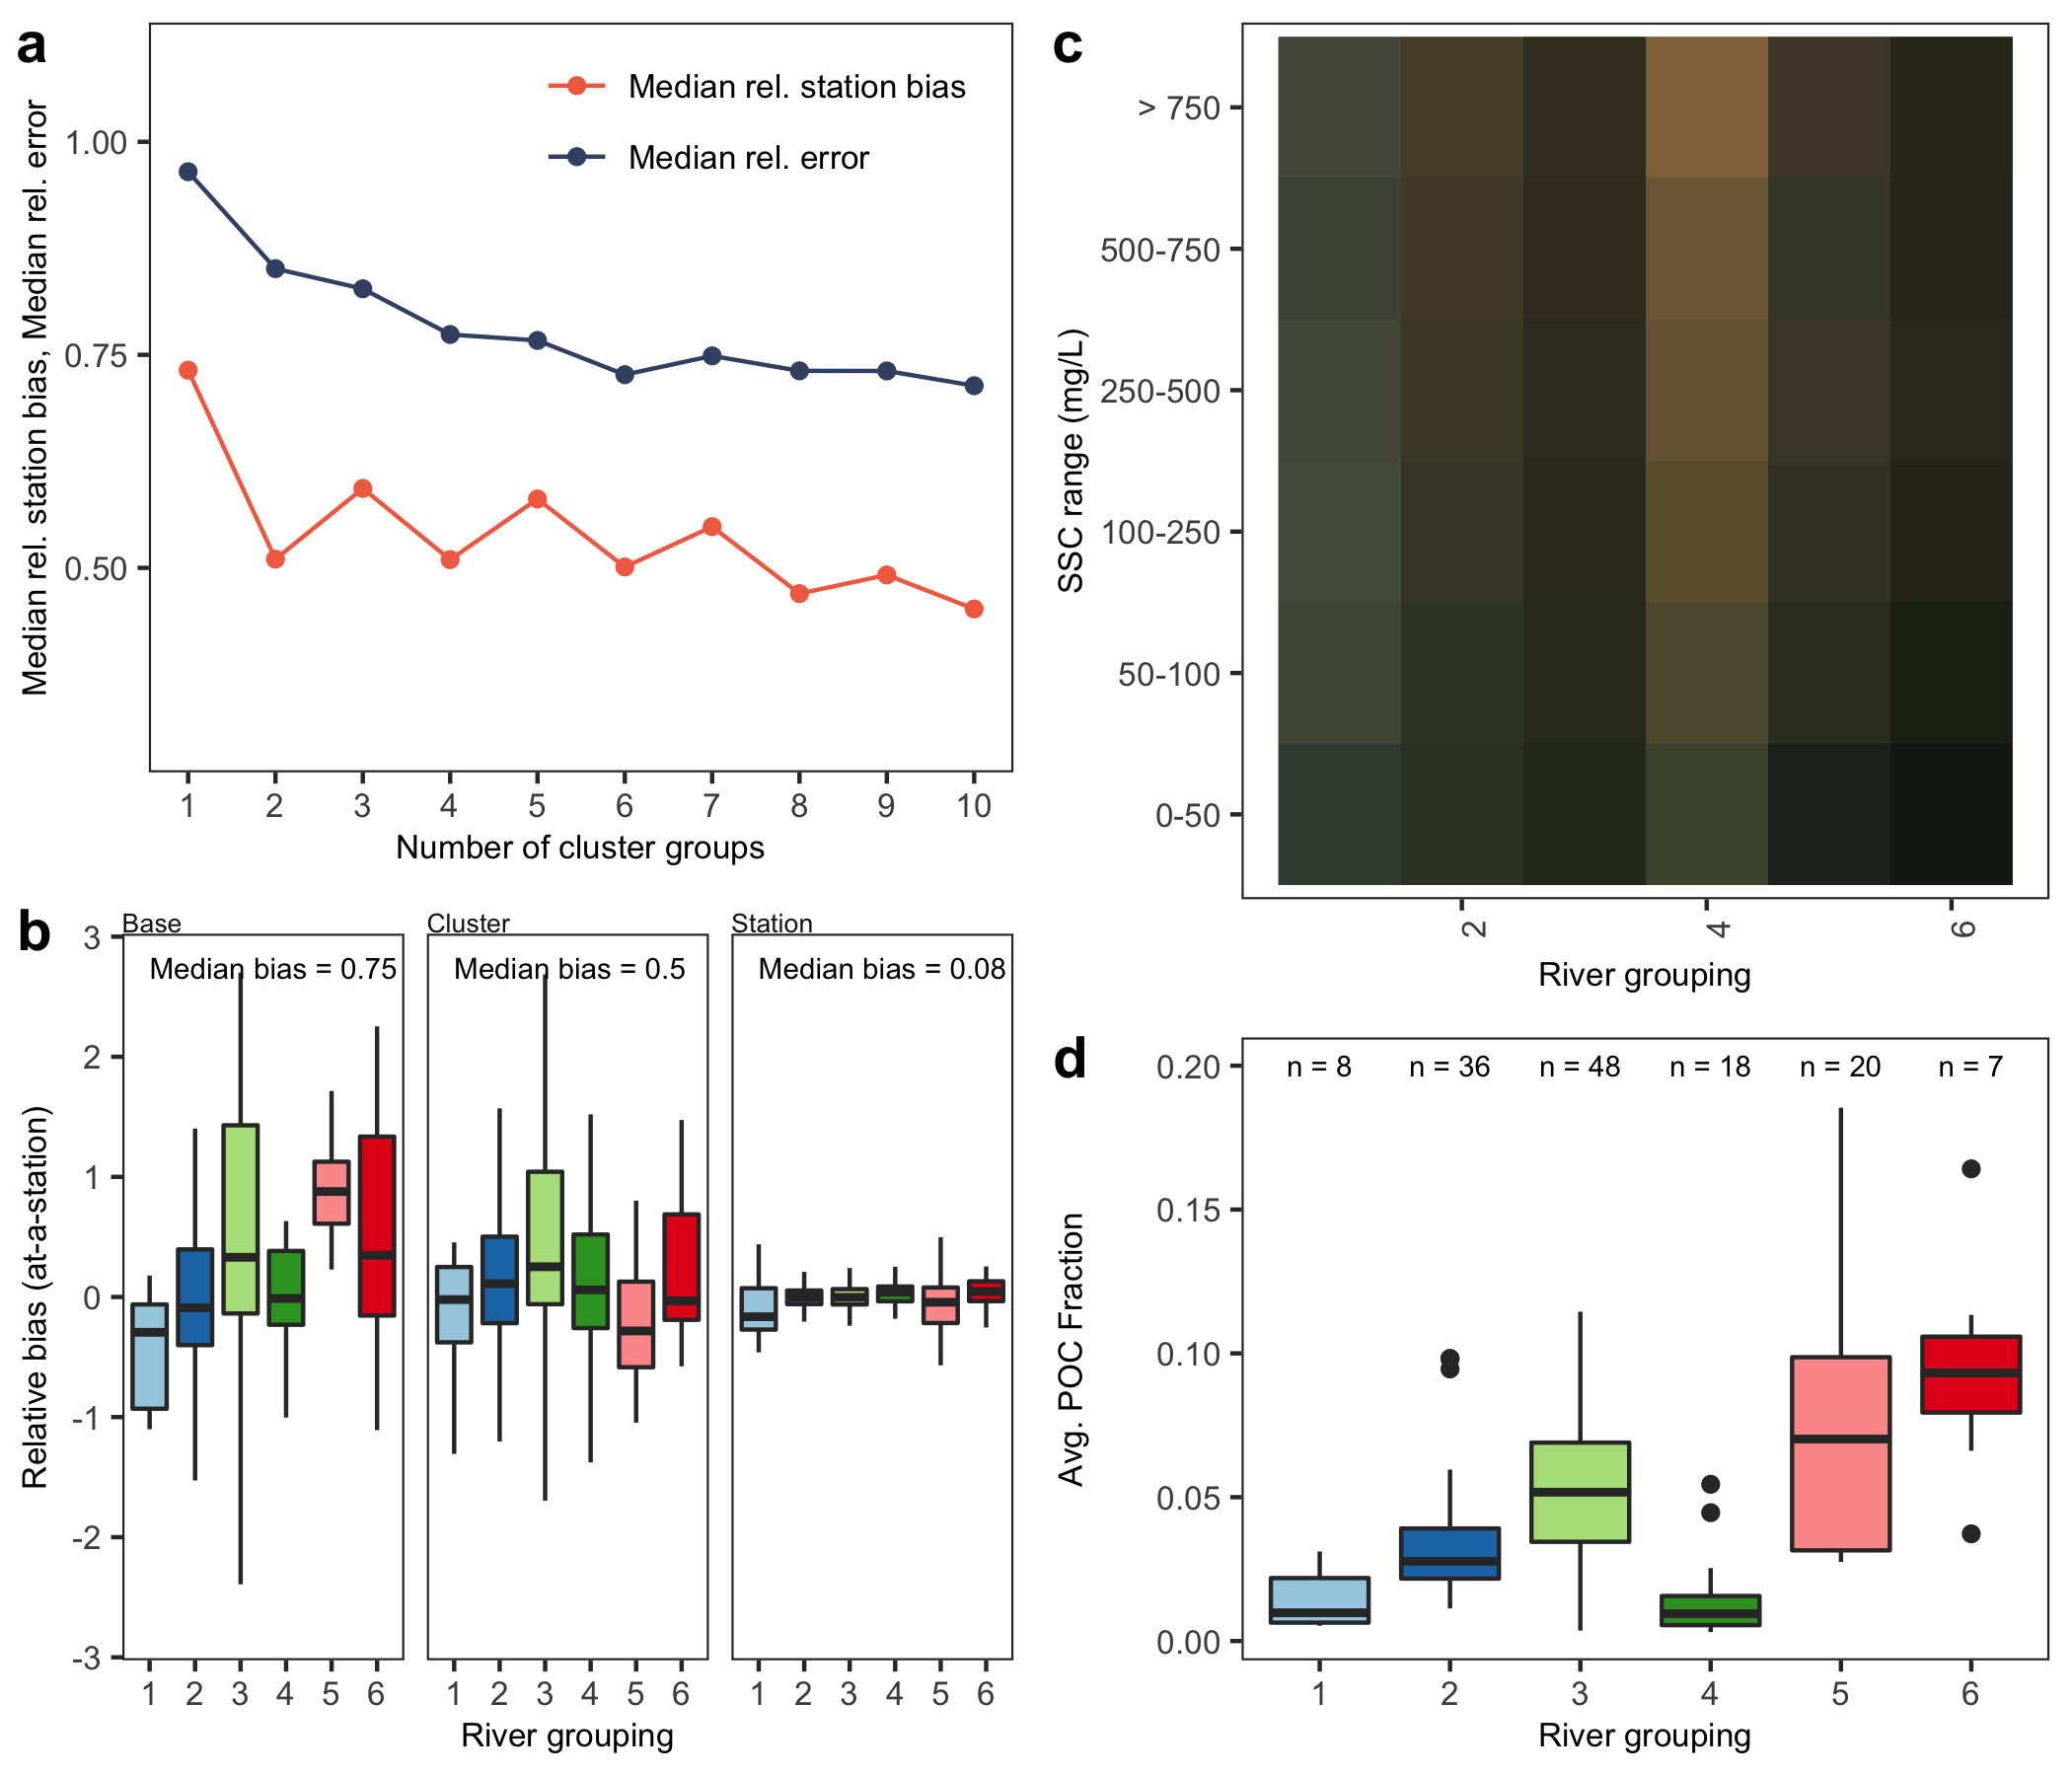 a
Median rel. station bias, Median rel. error
1.00
0.75
0.50
Median rel. station bias
Median rel. error
1 2 3 4 5 6 7 8 9 10
Number of cluster groups
b
Base
Cluster
Station
Median bias = 0.75
Median bias = 0.5
Median bias = 0.08
Relative bias (at-a-station)
3
2
1
0
-1
-2
-3
1 2 3 4 5 6
1 2 3 4 5 6
1 2 3 4 5 6
River grouping
c
SSC range (mg/L)
> 750
500-750
250-500
100-250
50-100
0-50
2 4 6
River grouping
d
Avg. POC Fraction
0.20
0.15
0.10
0.05
0.00
n = 8 n = 36 n = 48 n = 18 n = 20 n = 7
1 2 3 4 5 6
River grouping